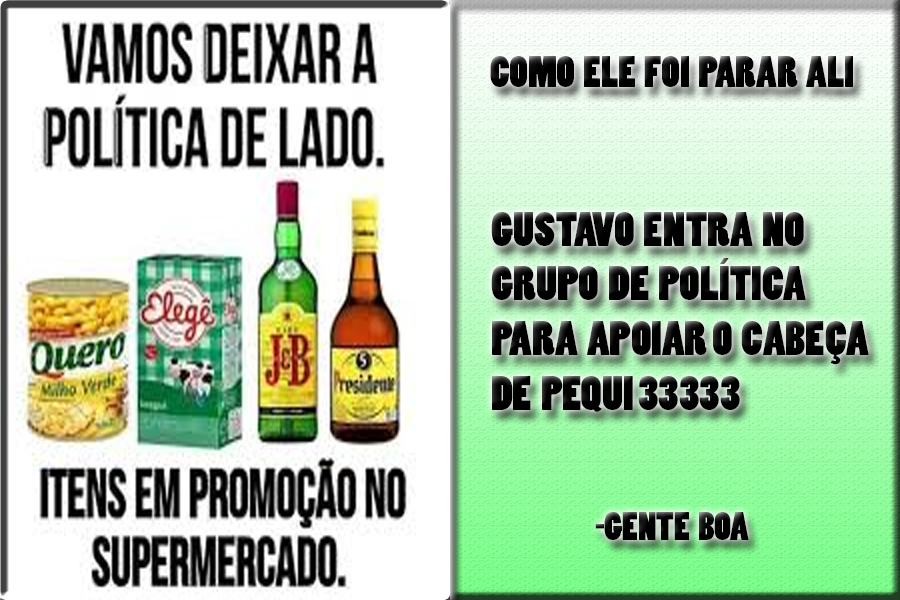 VAMOS DEIXAR A
POLÍTICA DE LADO.
Quero
Milho Verde
Elegê
J&B
5
Presidente
ITENS EM PROMOÇÃO NO
SUPERMERCADO.
COMO ELE FOI PARAR ALI
GUSTAVO ENTRA NO
GRUPO DE POLÍTICA
PARA APOIAR O CABEÇA
DE PEQUI 33333
-GENTE BOA